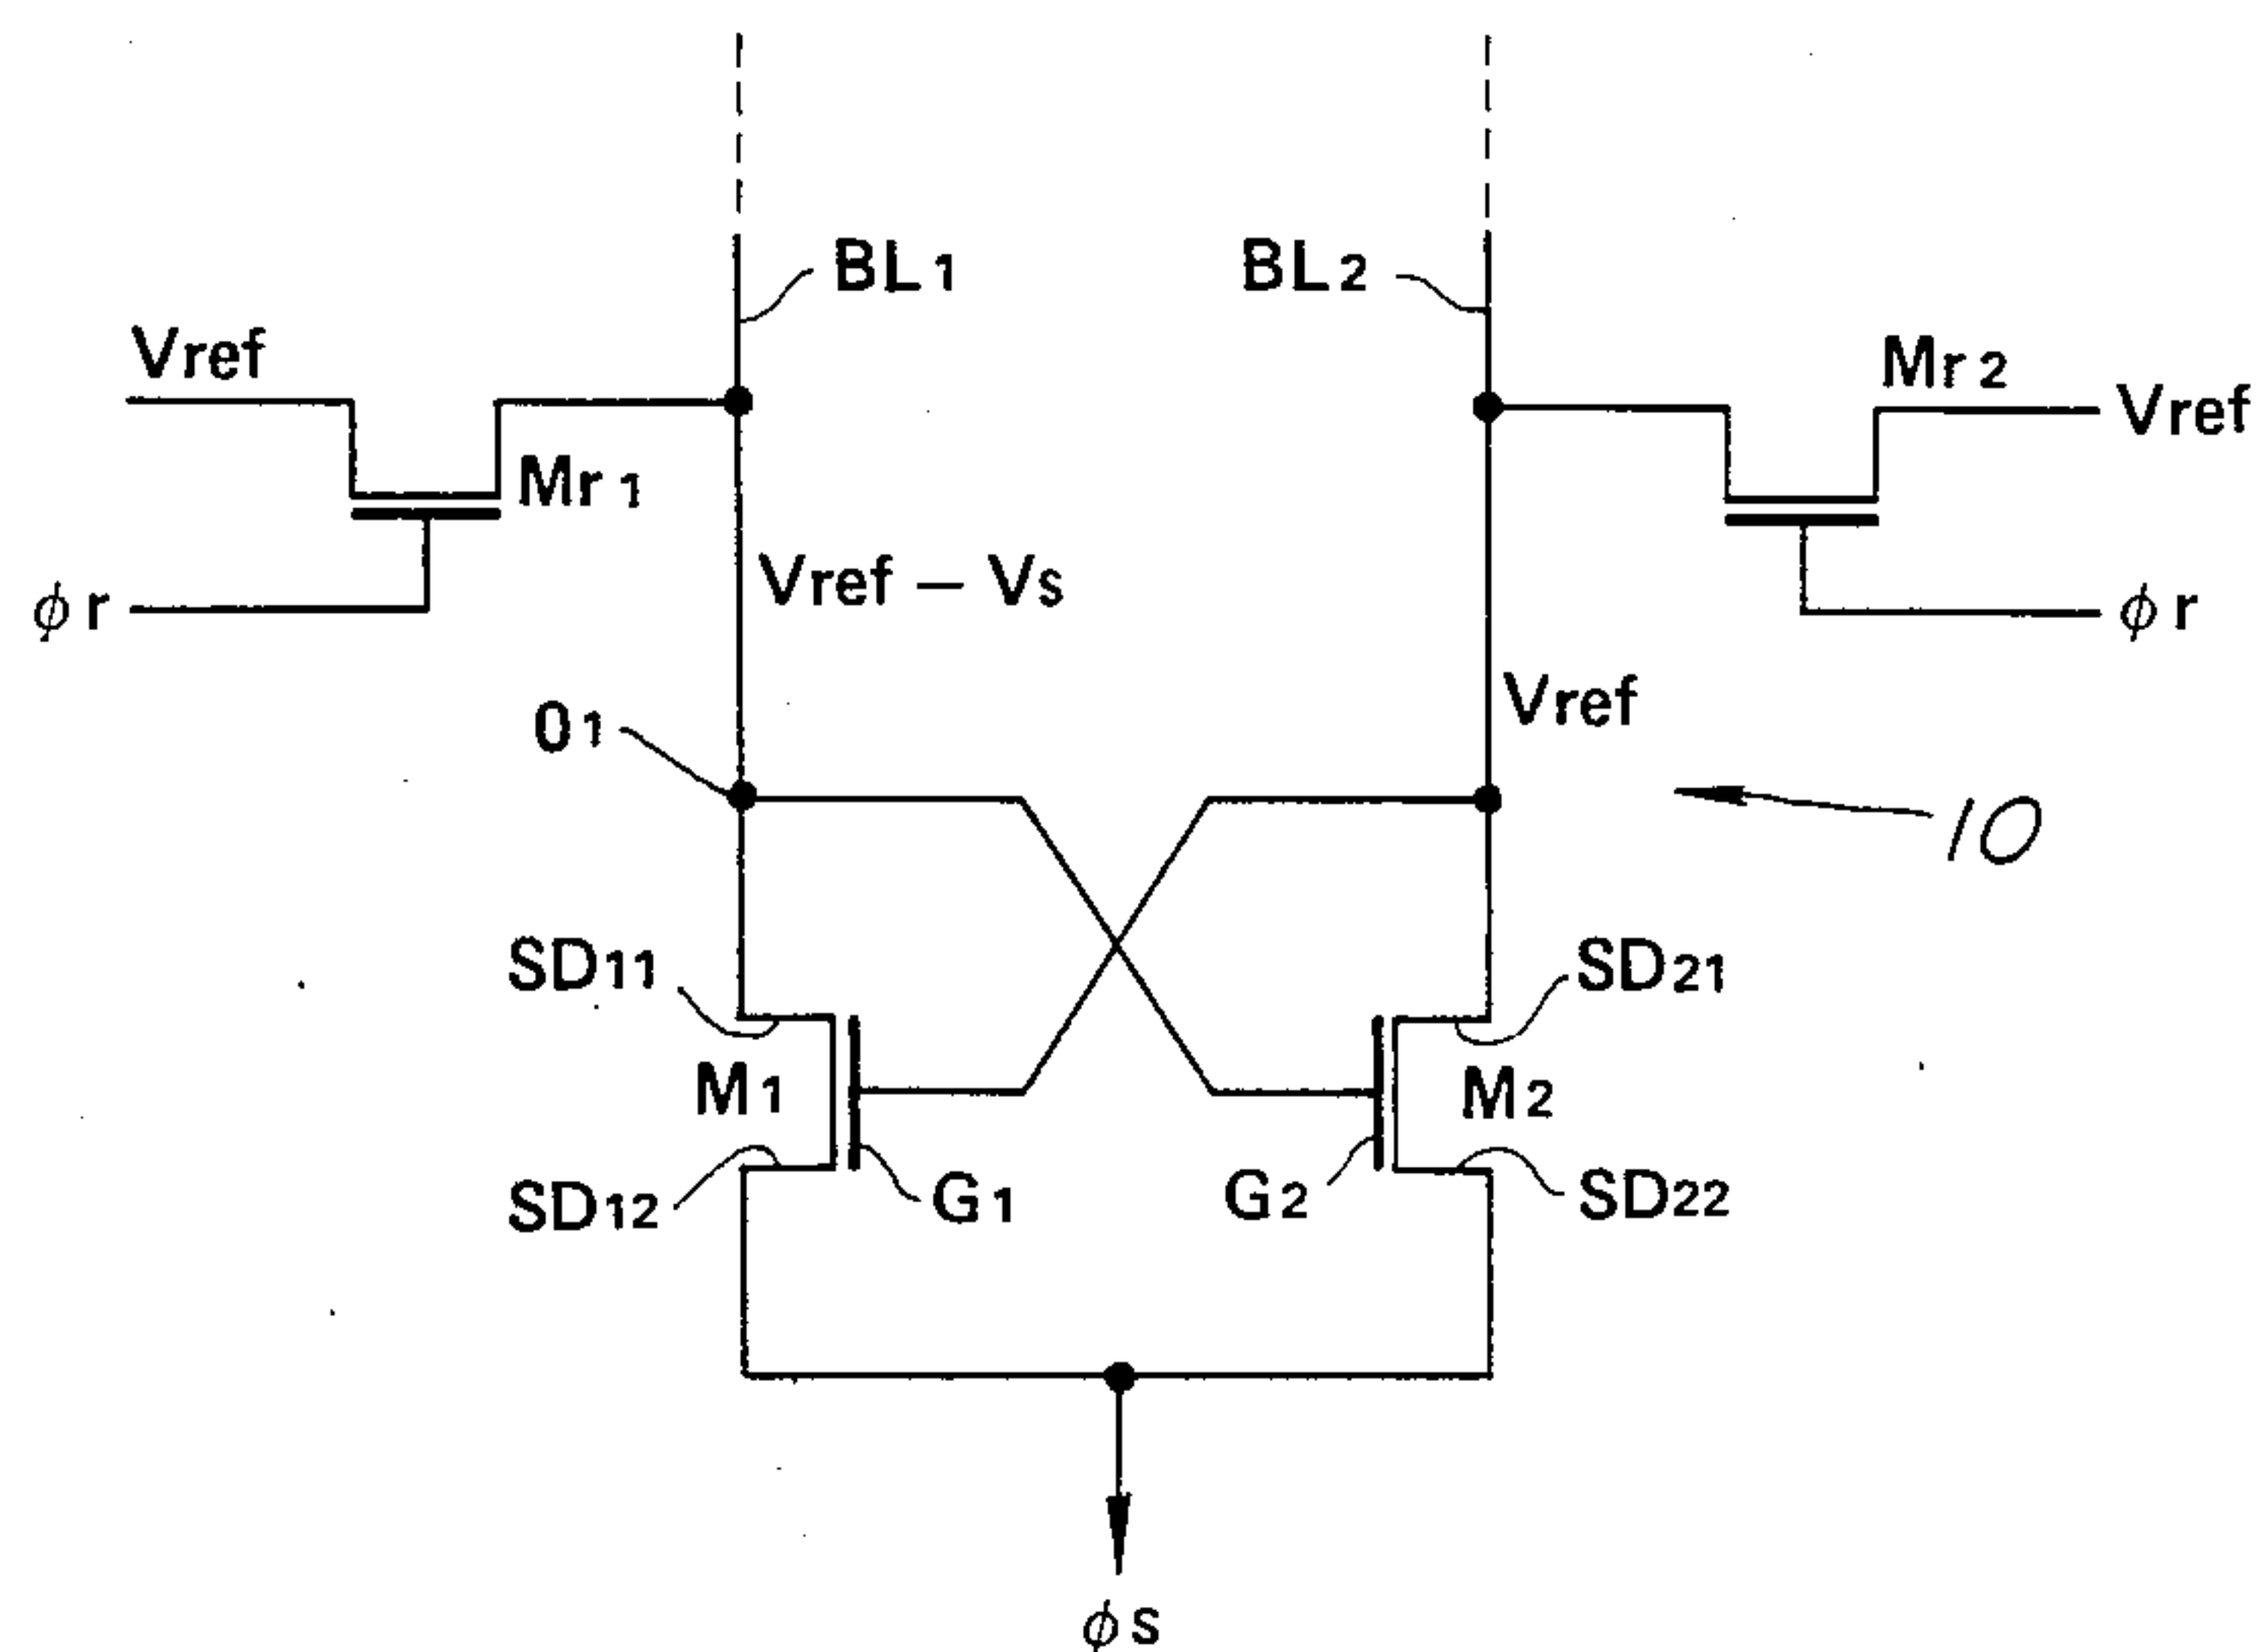 BL1
BL2
Vref
Mr2
Vref
Mr1
Vref – Vs
ϕr
ϕr
Vref
O1
10
SD11
SD21
M1
M2
SD12
G1
G2
SD22
ϕs